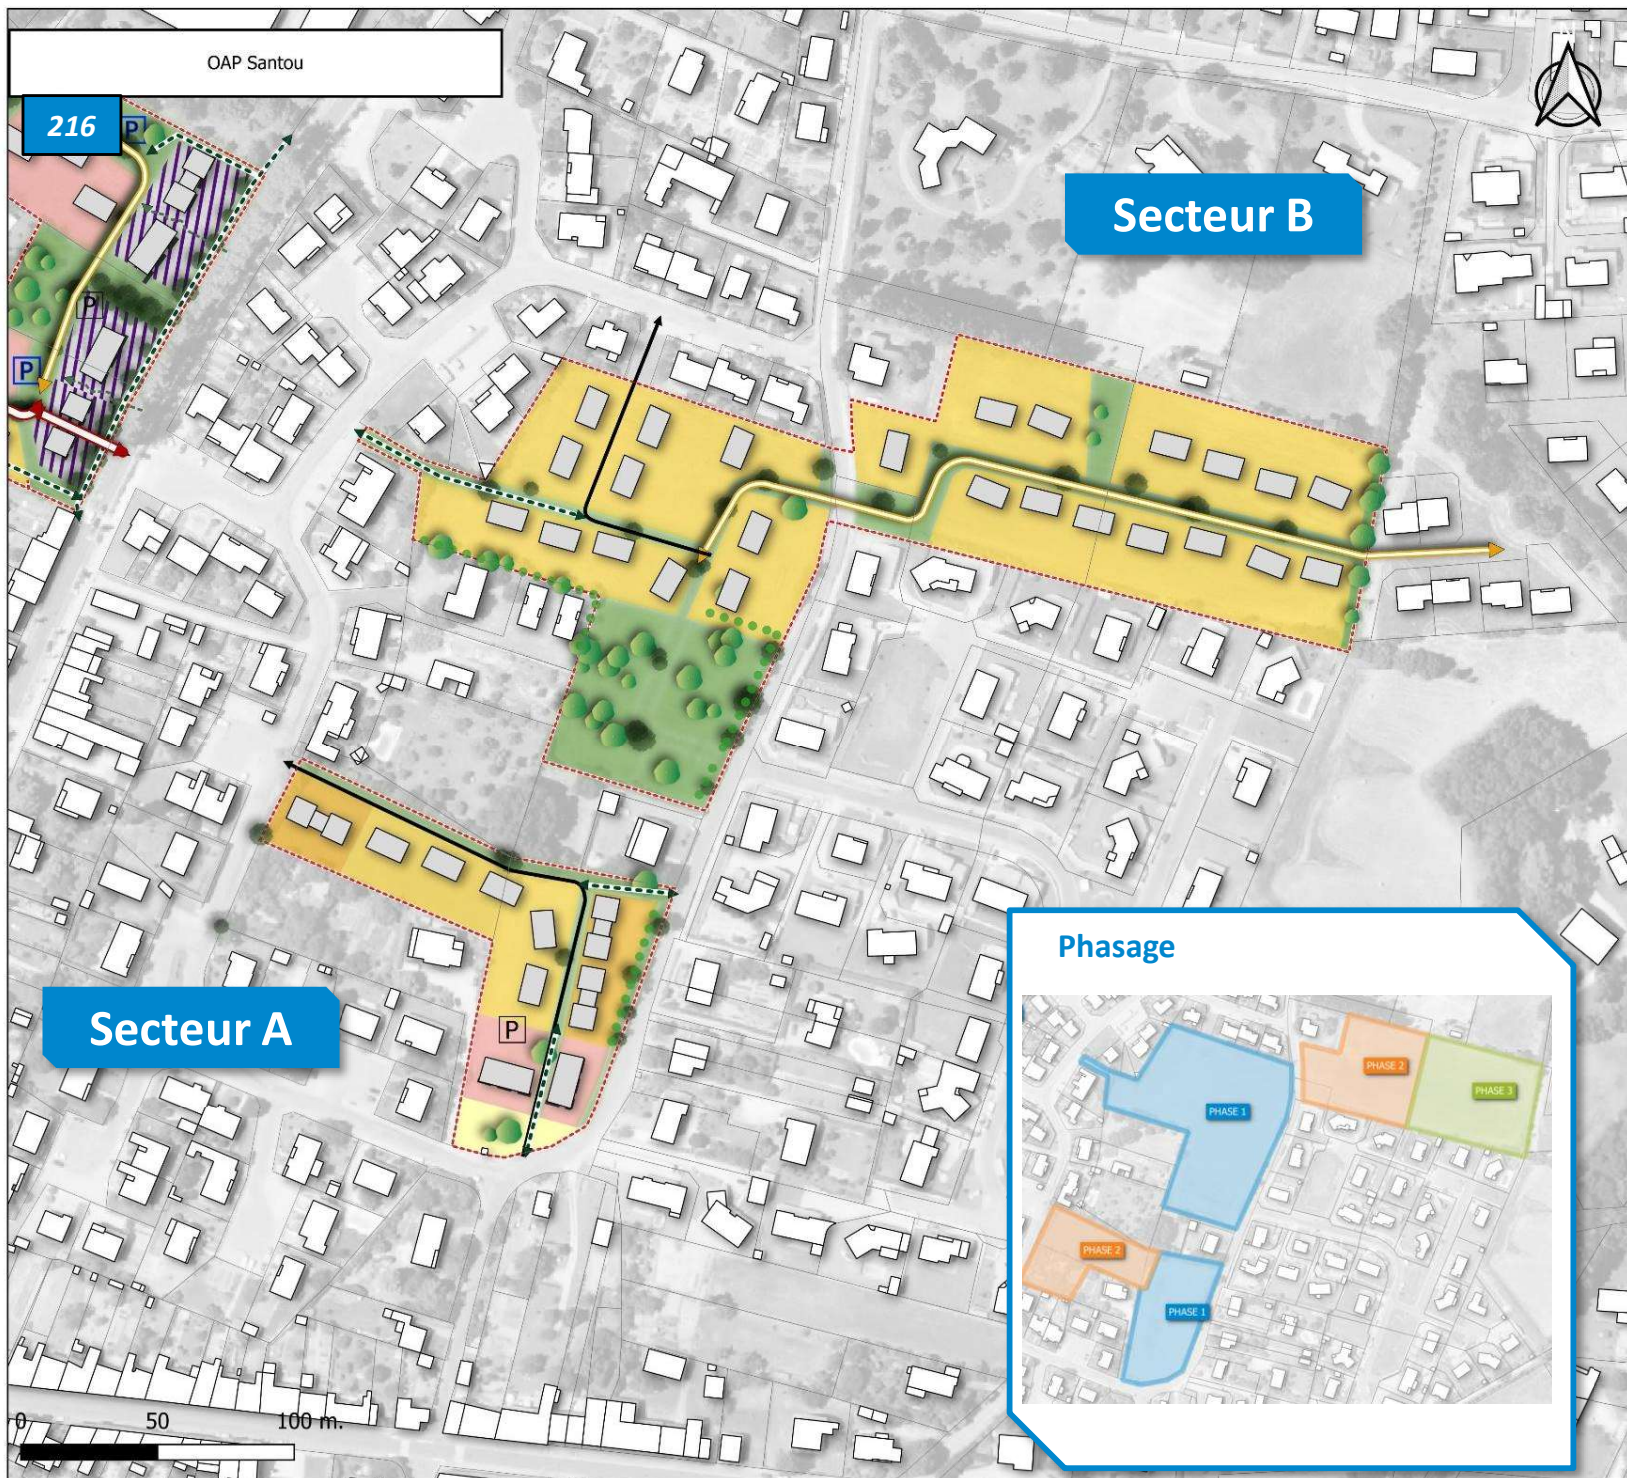 N
OAP Santou
216
P
Secteur B
P
P
Phasage
P
Secteur A
PHASE 2
PHASE 3
PHASE 1
PHASE 2
PHASE 1
0 50 100 m.